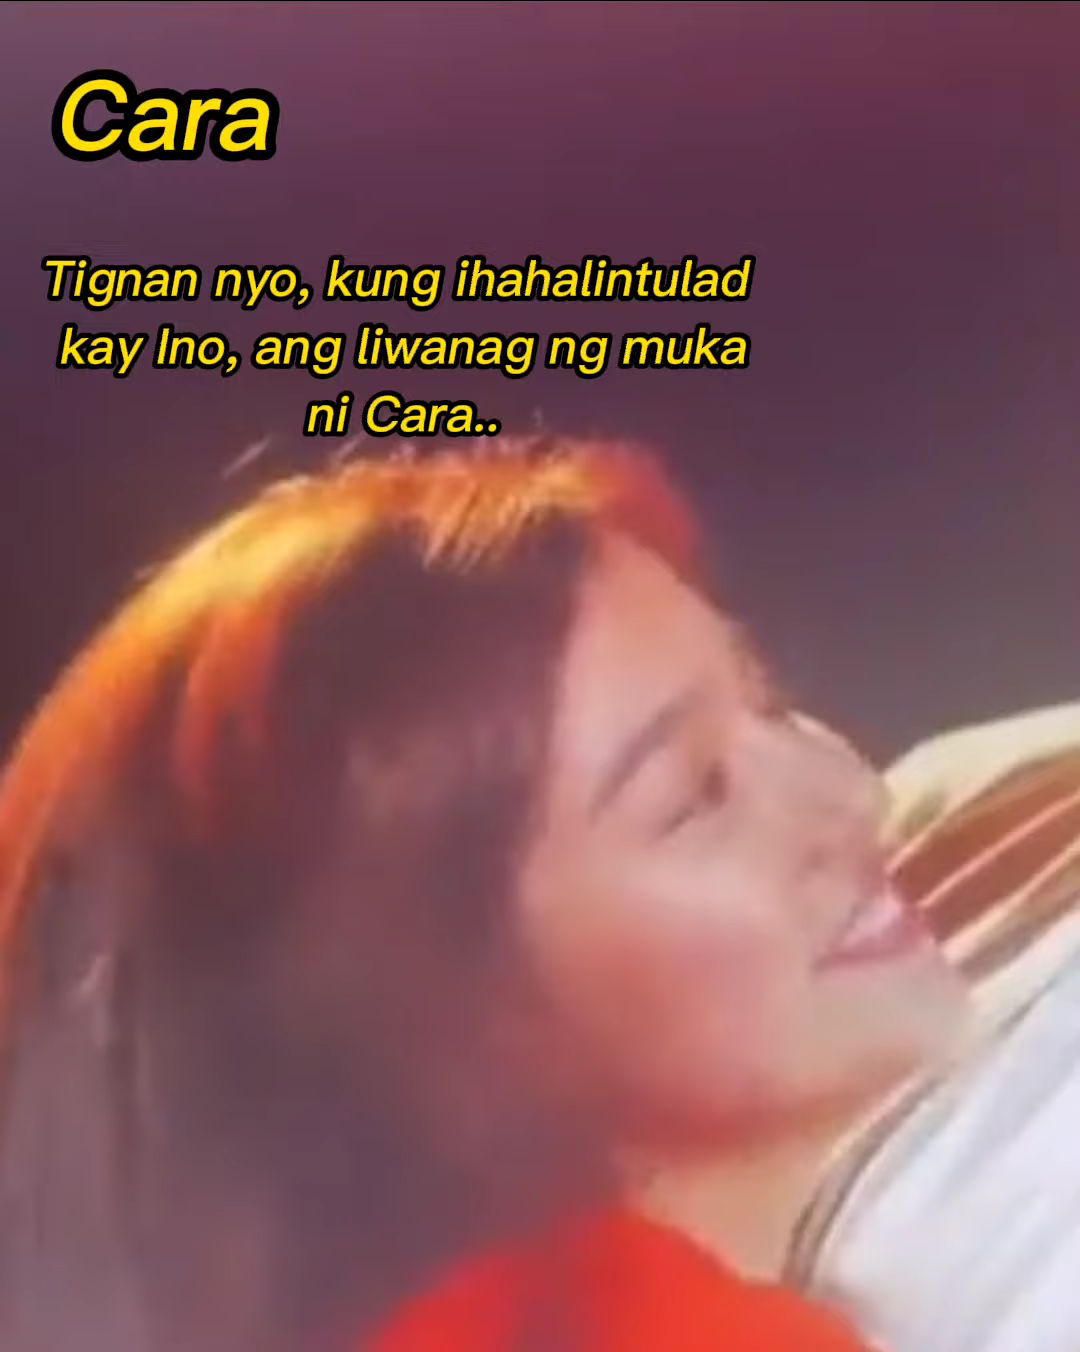 Cara
Tignan nyo, kung ihahalintulad
kay Ino, ang liwanag ng muka
ni Cara..